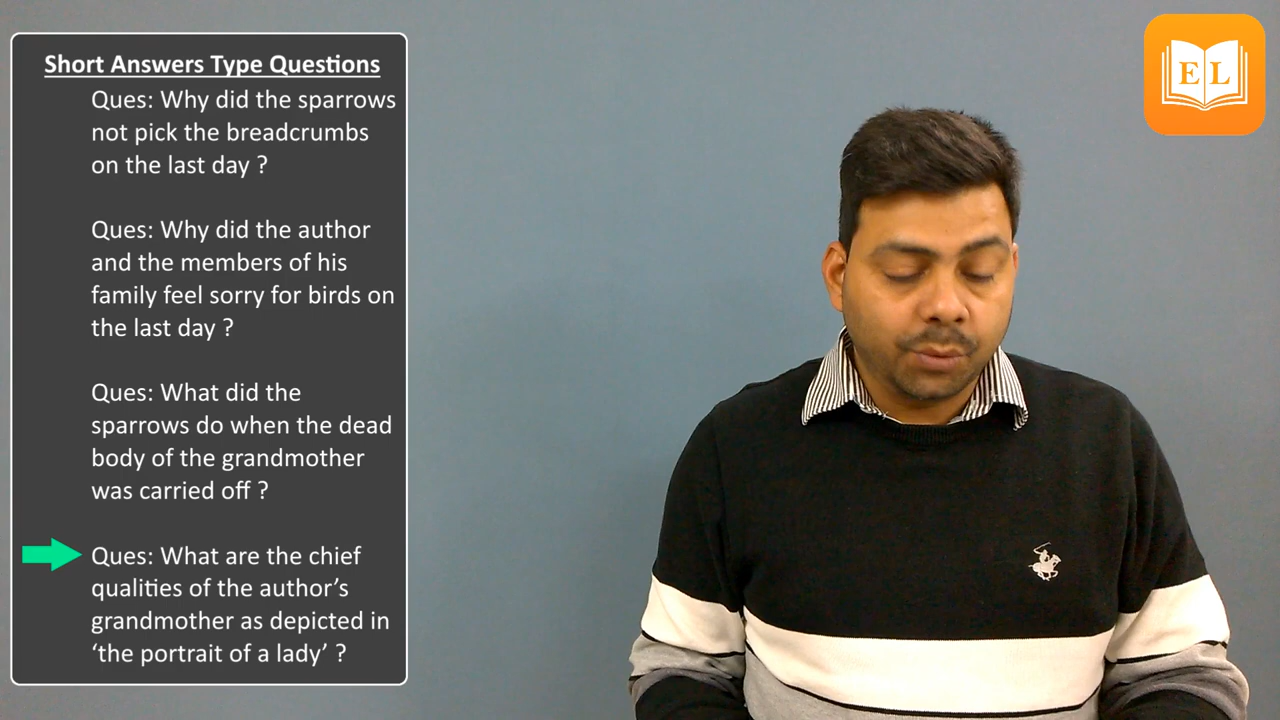 Short Answers Type Questions
Ques: Why did the sparrows
not pick the breadcrumbs
on the last day ?
Ques: Why did the author
and the members of his
family feel sorry for birds on
the last day ?
Ques: What did the
sparrows do when the dead
body of the grandmother
was carried off ?
Ques: What are the chief
qualities of the author’s
grandmother as depicted in
‘the portrait of a lady’ ?
E L